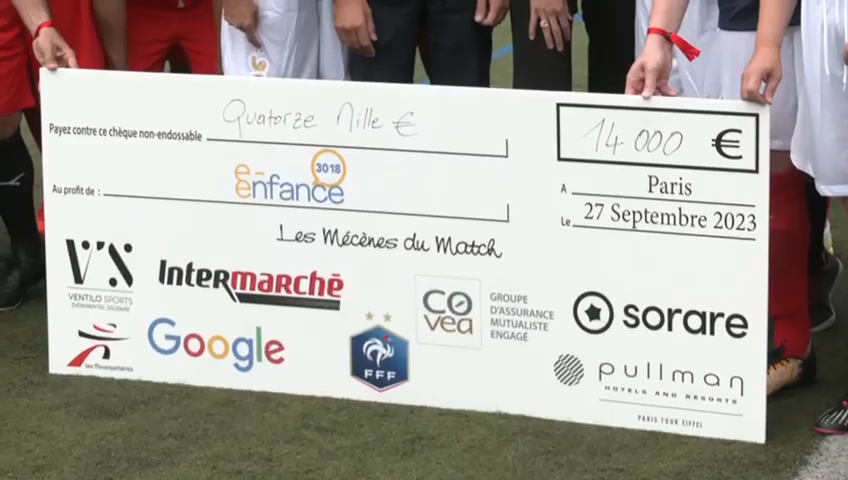 Quatorze Mille €
Payez contre ce chèque non-endossable
14 000 €
e-enfance 3018
Au profit de :
A Paris
Le 27 Septembre 2023
Les Mécènes du Match
V'S
VENTILO SPORTS
ÉVÉNEMENTIEL SOLIDAIRE
Intermarché
COvea
GROUPE
D'ASSURANCE
MUTUALISTE
ENGAGÉ
sorare
Google
FFF
pullman
HOTELS AND RESORTS
PARIS TOUR EIFFEL